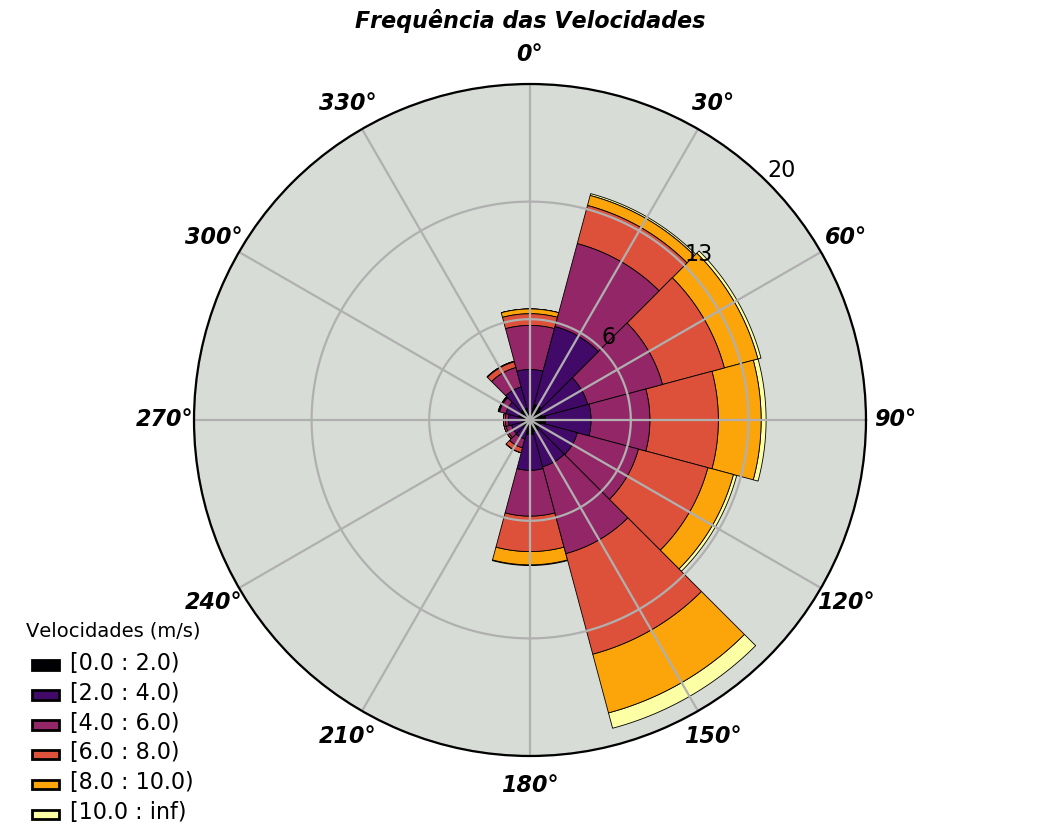 Frequência das Velocidades
0°
330°
30°
20
300°
60°
13
6
270°
90°
240°
120°
210°
150°
180°
Velocidades (m/s)
[0.0 : 2.0)
[2.0 : 4.0)
[4.0 : 6.0)
[6.0 : 8.0)
[8.0 : 10.0)
[10.0 : inf)